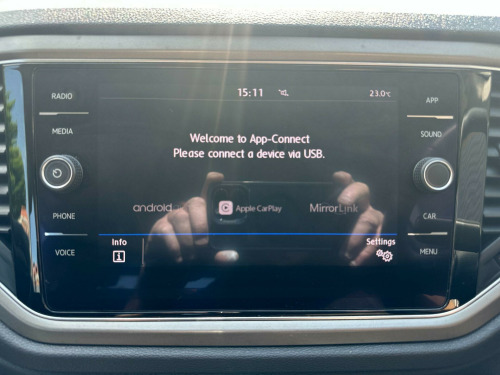 RADIO
15:11
23.0°C
APP
MEDIA
SOUND
Welcome to App-Connect
Please connect a device via USB.
PHONE
android
Apple CarPlay
MirrorLink
CAR
VOICE
Info
Settings
MENU